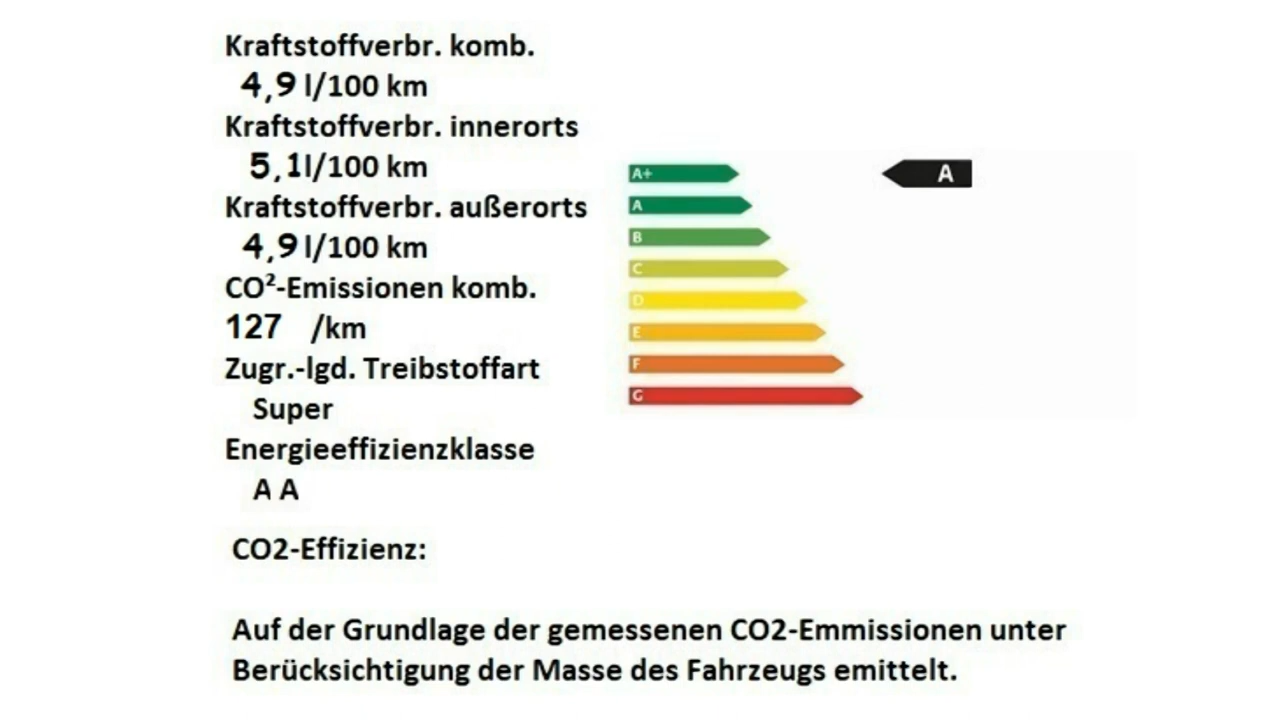 Kraftstoffverbr. komb.
4,9 l/100 km
Kraftstoffverbr. innerorts
5,1l/100 km
Kraftstoffverbr. außerorts
4,9 l/100 km
CO²-Emissionen komb.
127 /km
Zugr.-lgd. Treibstoffart
Super
Energieeffizienzklasse
A A
A+
A
A
B
C
D
E
F
G
CO2-Effizienz:
Auf der Grundlage der gemessenen CO2-Emmissionen unter
Berücksichtigung der Masse des Fahrzeugs emittelt.